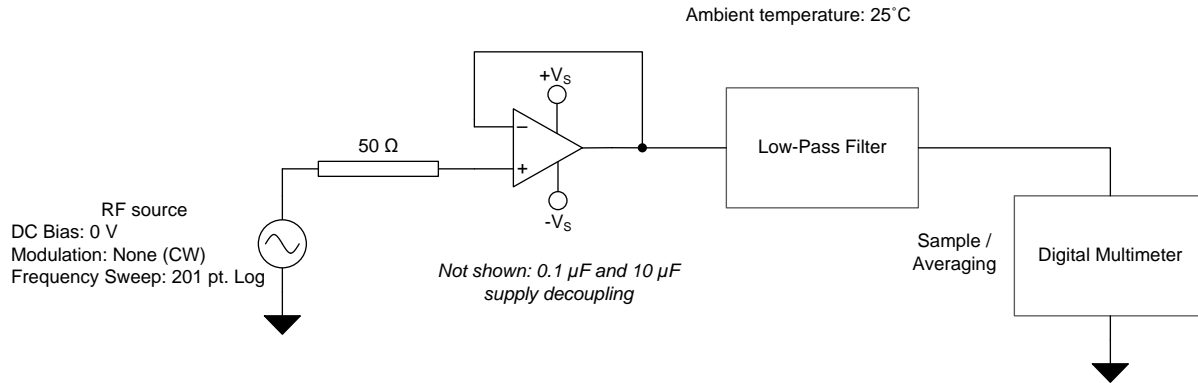 Ambient temperature: 25˚C
+VS
50 Ω
−
+
-VS
Low-Pass Filter
RF source
DC Bias: 0 V
Modulation: None (CW)
Frequency Sweep: 201 pt. Log
Not shown: 0.1 µF and 10 µF
supply decoupling
Sample /
Averaging
Digital Multimeter